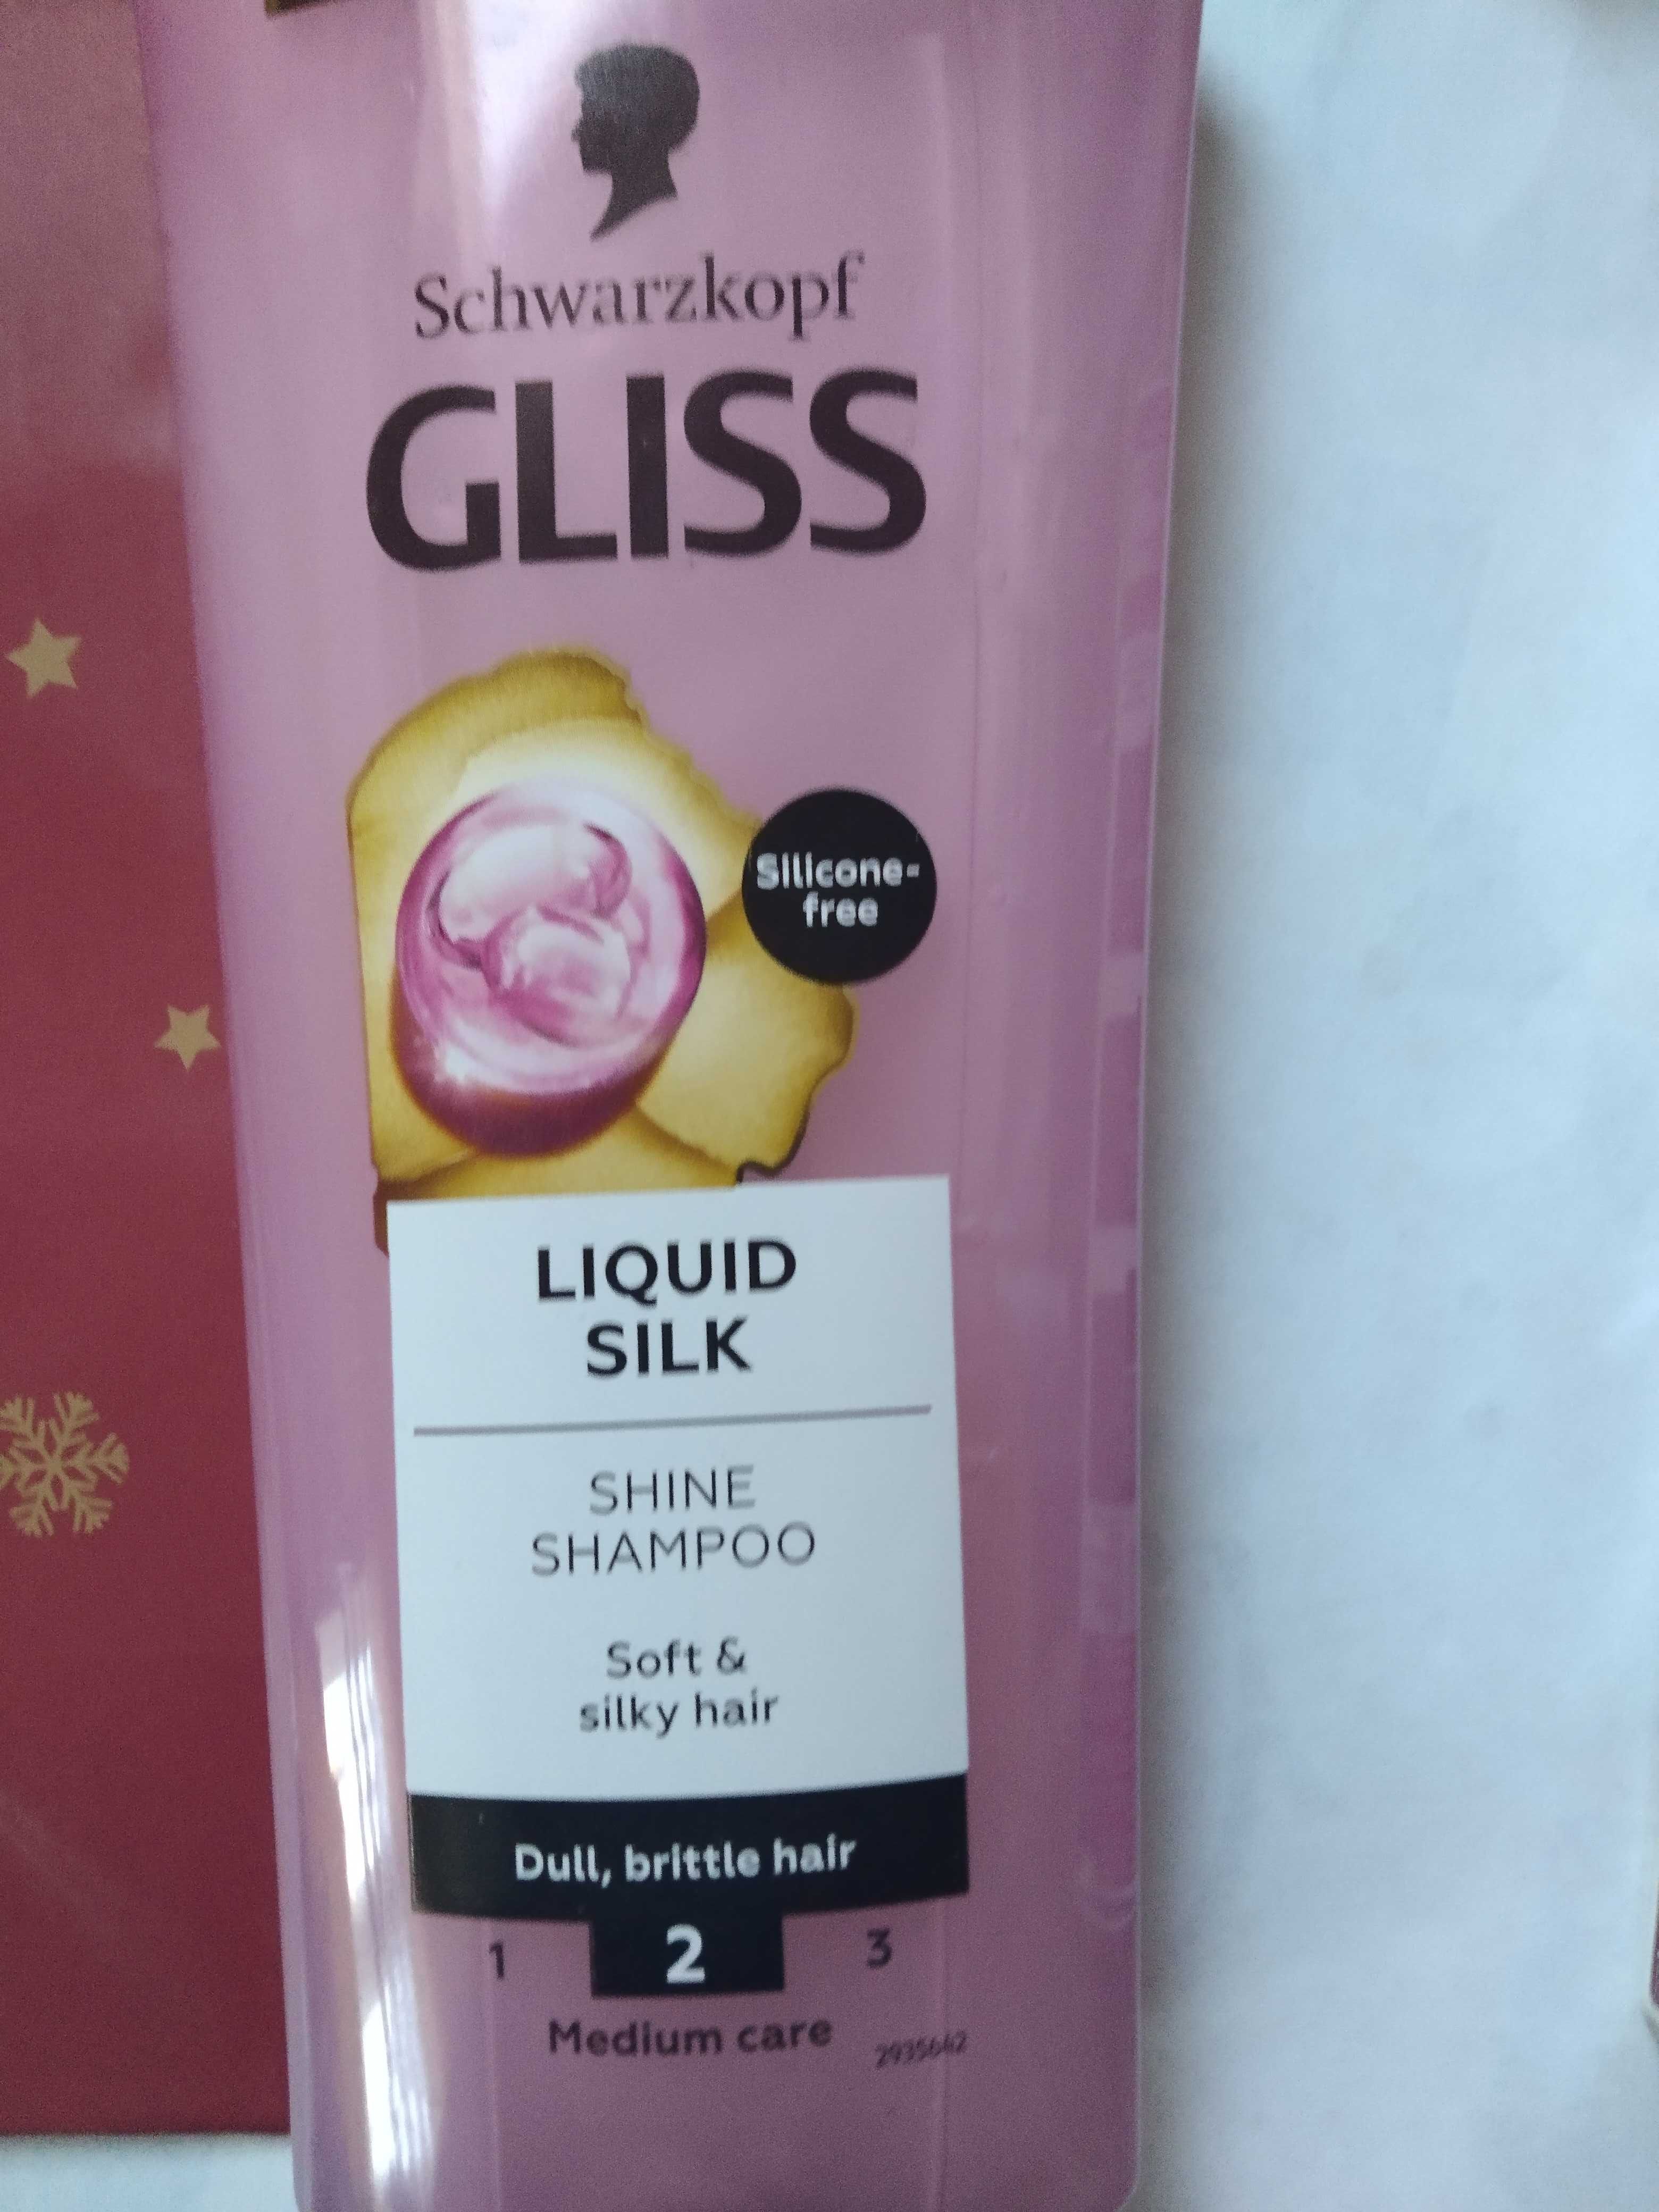 Schwarzkopf
GLISS
Silicone-
free
LIQUID
SILK
SHINE
SHAMPOO
Soft &
silky hair
Dull, brittle hair
1 2 3
Medium care
2935642